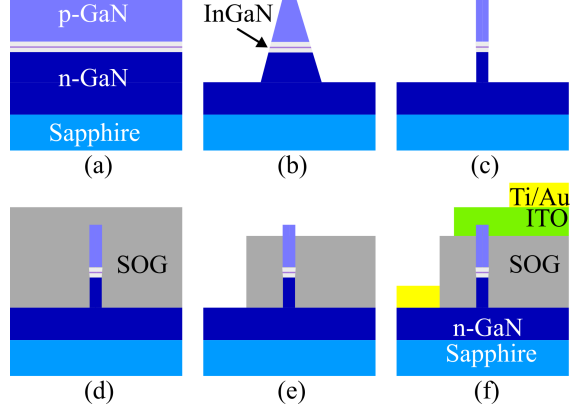 p-GaN
n-GaN
Sapphire
(a)
InGaN
(b)
(c)
SOG
(d)
(e)
Ti/Au
ITO
SOG
n-GaN
Sapphire
(f)